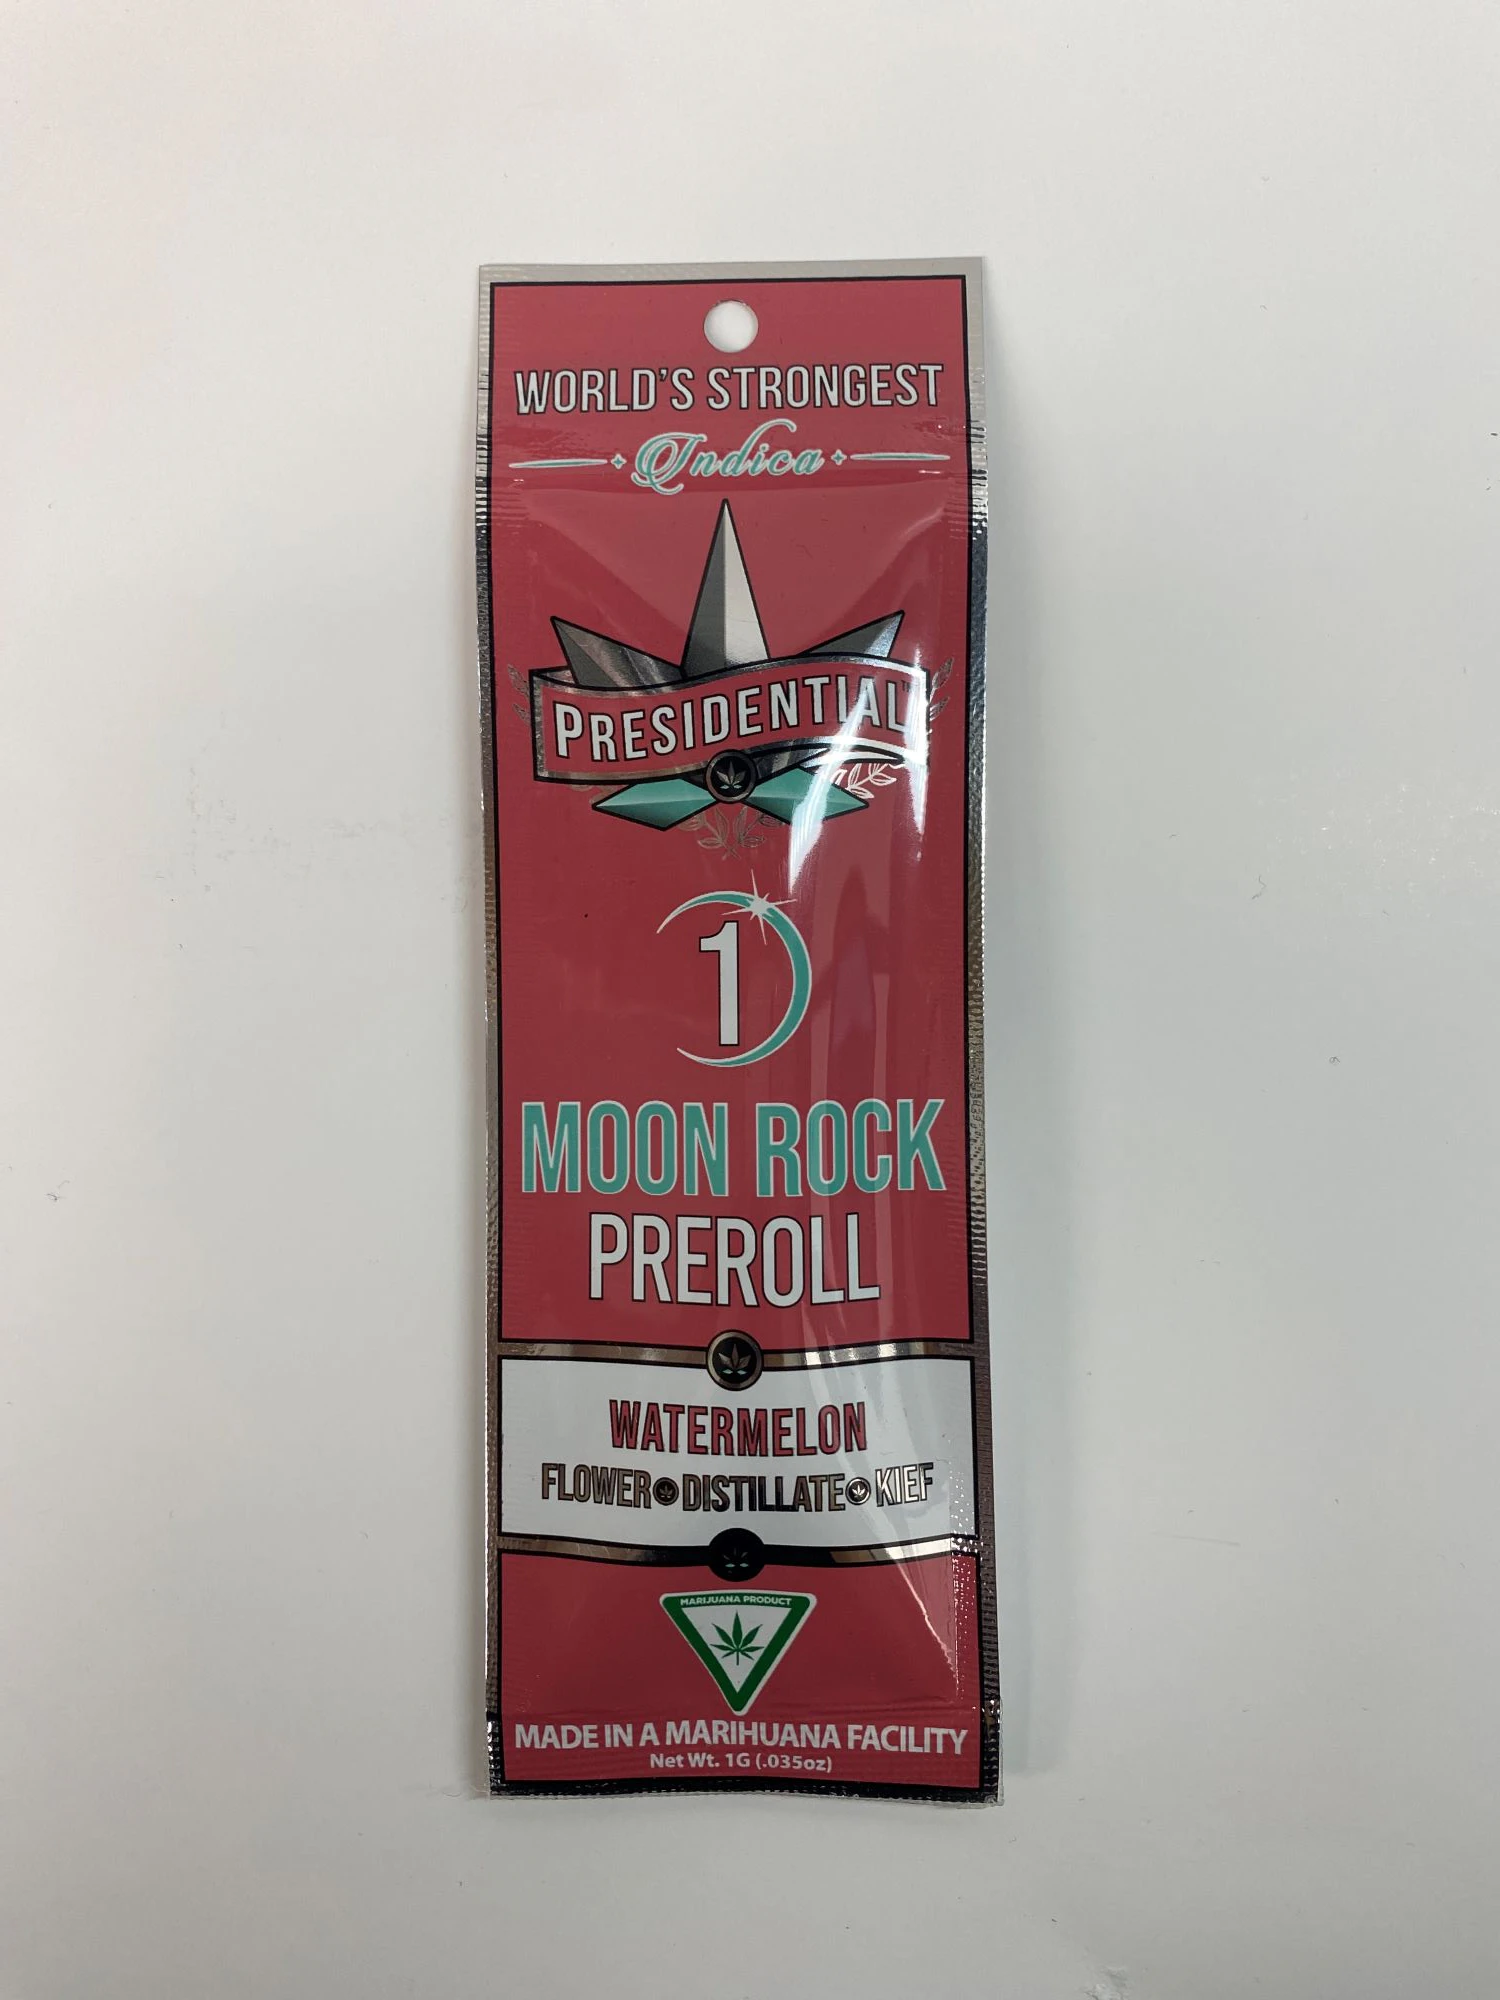 WORLD'S STRONGEST
Indica
PRESIDENTIAL™
1
MOON ROCK
PREROLL
WATERMELON
FLOWER DISTILLATE KIEF
MARIJUANA PRODUCT
MADE IN A MARIHUANA FACILITY
Net Wt. 1G (.035oz)